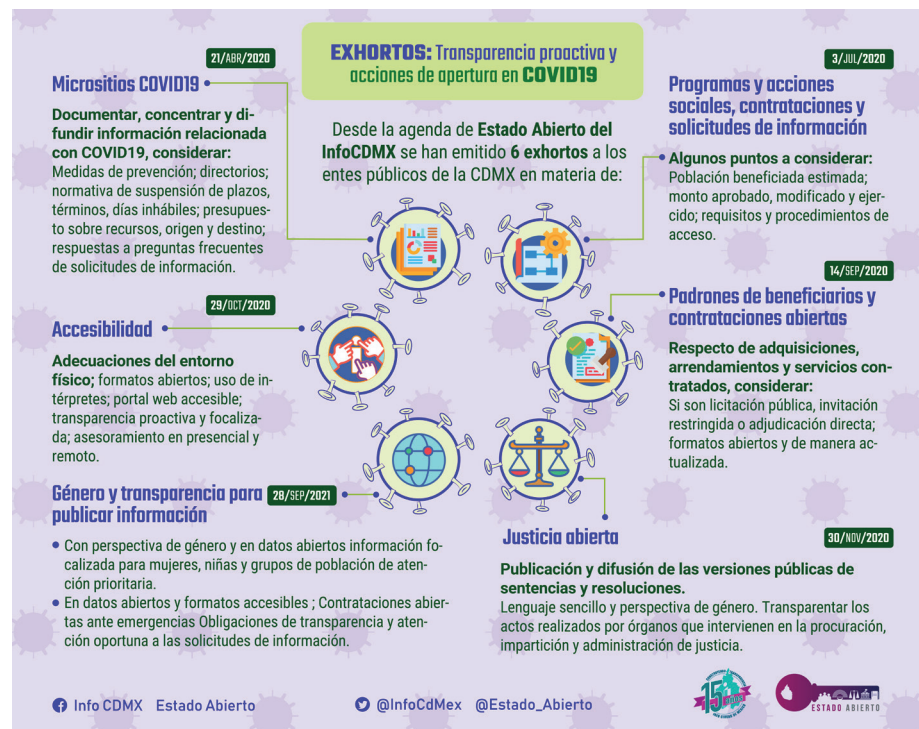 EXHORTOS: Transparencia proactiva y
acciones de apertura en COVID19
Desde la agenda de Estado Abierto del
InfoCDMX se han emitido 6 exhortos a los
entes públicos de la CDMX en materia de:
21/ABR/2020
Micrositios COVID19
Documentar, concentrar y di-
fundir información relacionada
con COVID19, considerar:
Medidas de prevención; directorios;
normativa de suspensión de plazos,
términos, días inhábiles; presupues-
to sobre recursos, origen y destino;
respuestas a preguntas frecuentes
de solicitudes de información.
3/JUL/2020
Programas y acciones
sociales, contrataciones y
solicitudes de información
Algunos puntos a considerar:
Población beneficiada estimada;
monto aprobado, modificado y ejer-
cido; requisitos y procedimientos de
acceso.
14/SEP/2020
Padrones de beneficiarios y
contrataciones abiertas
Respecto de adquisiciones,
arrendamientos y servicios con-
tratados, considerar:
Si son licitación pública, invitación
restringida o adjudicación directa;
formatos abiertos y de manera ac-
tualizada.
29/OCT/2020
Accesibilidad
Adecuaciones del entorno
físico; formatos abiertos; uso de in-
térpretes; portal web accesible;
transparencia proactiva y focaliza-
da; asesoramiento en presencial y
remoto.
Género y transparencia para
publicar información
28/SEP/2021
• Con perspectiva de género y en datos abiertos información fo-
calizada para mujeres, niñas y grupos de población de aten-
ción prioritaria.
• En datos abiertos y formatos accesibles ; Contrataciones abier-
tas ante emergencias Obligaciones de transparencia y aten-
ción oportuna a las solicitudes de información.
Justicia abierta
30/NOV/2020
Publicación y difusión de las versiones públicas de
sentencias y resoluciones.
Lenguaje sencillo y perspectiva de género. Transparentar los
actos realizados por órganos que intervienen en la procuración,
impartición y administración de justicia.
Info CDMX Estado Abierto
@InfoCdMex @Estado_Abierto
15
ESTADO ABIERTO